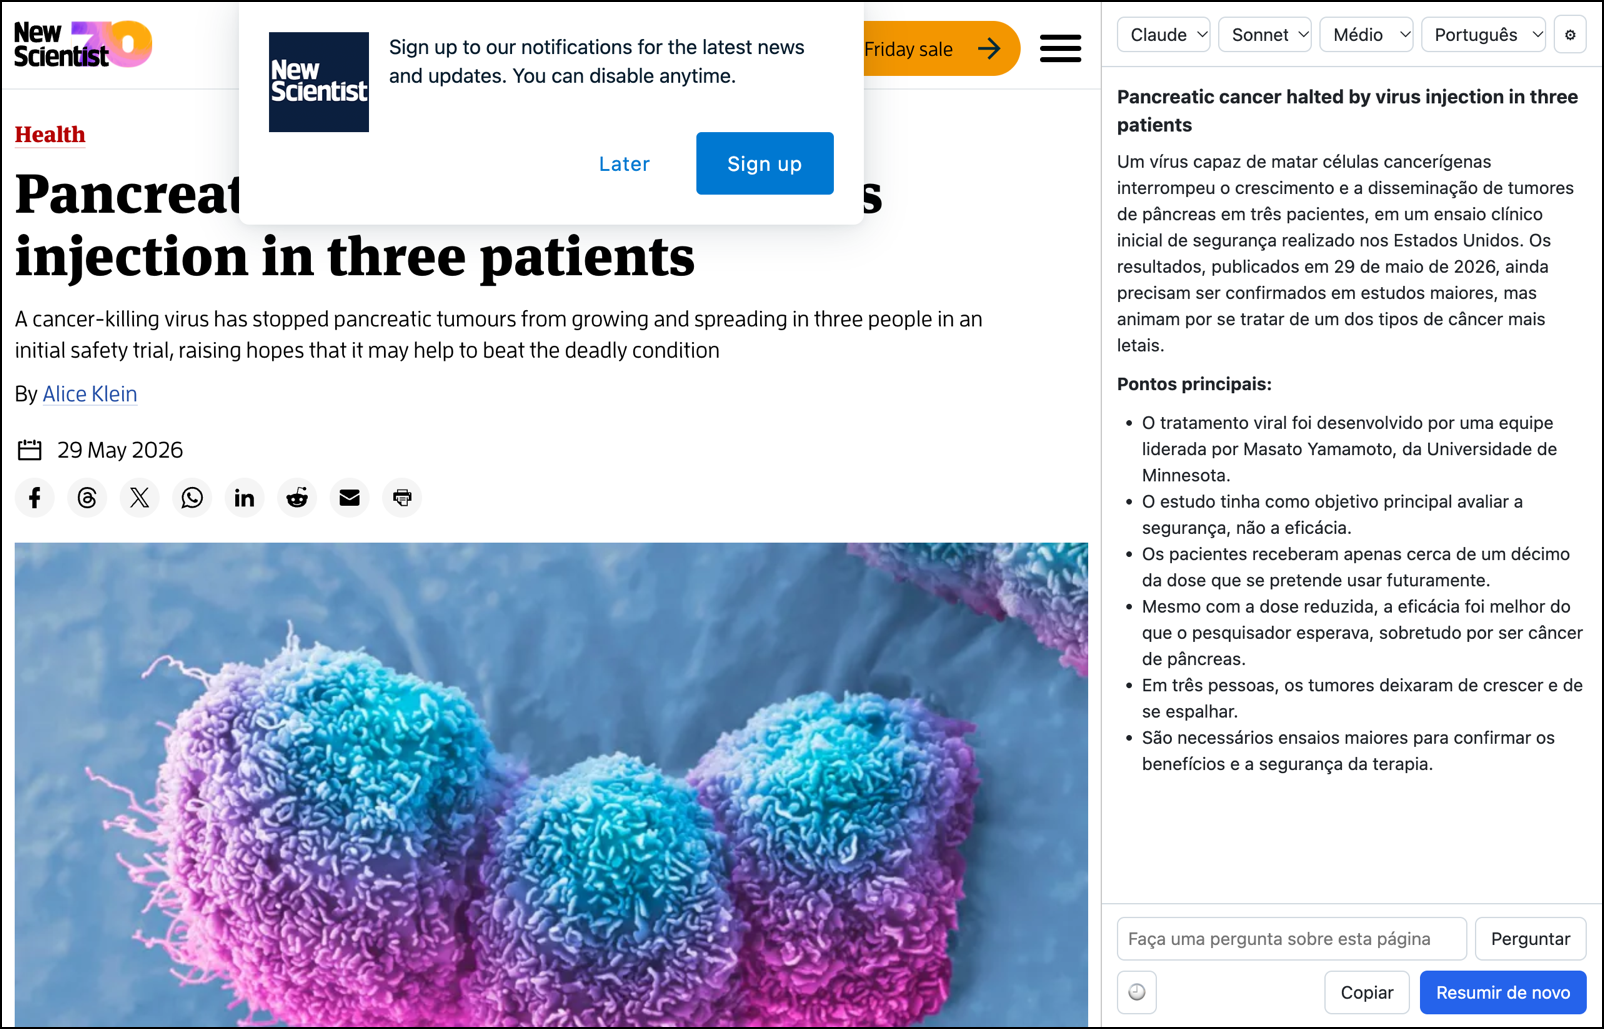 New
Scientist
70
New
Scientist
Sign up to our notifications for the latest news
and updates. You can disable anytime.
Later
Sign up
Friday sale
Health
Pancreat s
injection in three patients
A cancer-killing virus has stopped pancreatic tumours from growing and spreading in three people in an
initial safety trial, raising hopes that it may help to beat the deadly condition
By Alice Klein
29 May 2026
Claude
Sonnet
Médio
Português
Pancreatic cancer halted by virus injection in three
patients
Um vírus capaz de matar células cancerígenas
interrompeu o crescimento e a disseminação de tumores
de pâncreas em três pacientes, em um ensaio clínico
inicial de segurança realizado nos Estados Unidos. Os
resultados, publicados em 29 de maio de 2026, ainda
precisam ser confirmados em estudos maiores, mas
animam por se tratar de um dos tipos de câncer mais
letais.
Pontos principais:
• O tratamento viral foi desenvolvido por uma equipe
liderada por Masato Yamamoto, da Universidade de
Minnesota.
• O estudo tinha como objetivo principal avaliar a
segurança, não a eficácia.
• Os pacientes receberam apenas cerca de um décimo
da dose que se pretende usar futuramente.
• Mesmo com a dose reduzida, a eficácia foi melhor do
que o pesquisador esperava, sobretudo por ser câncer
de pâncreas.
• Em três pessoas, os tumores deixaram de crescer e de
se espalhar.
• São necessários ensaios maiores para confirmar os
benefícios e a segurança da terapia.
Faça uma pergunta sobre esta página
Perguntar
Copiar
Resumir de novo